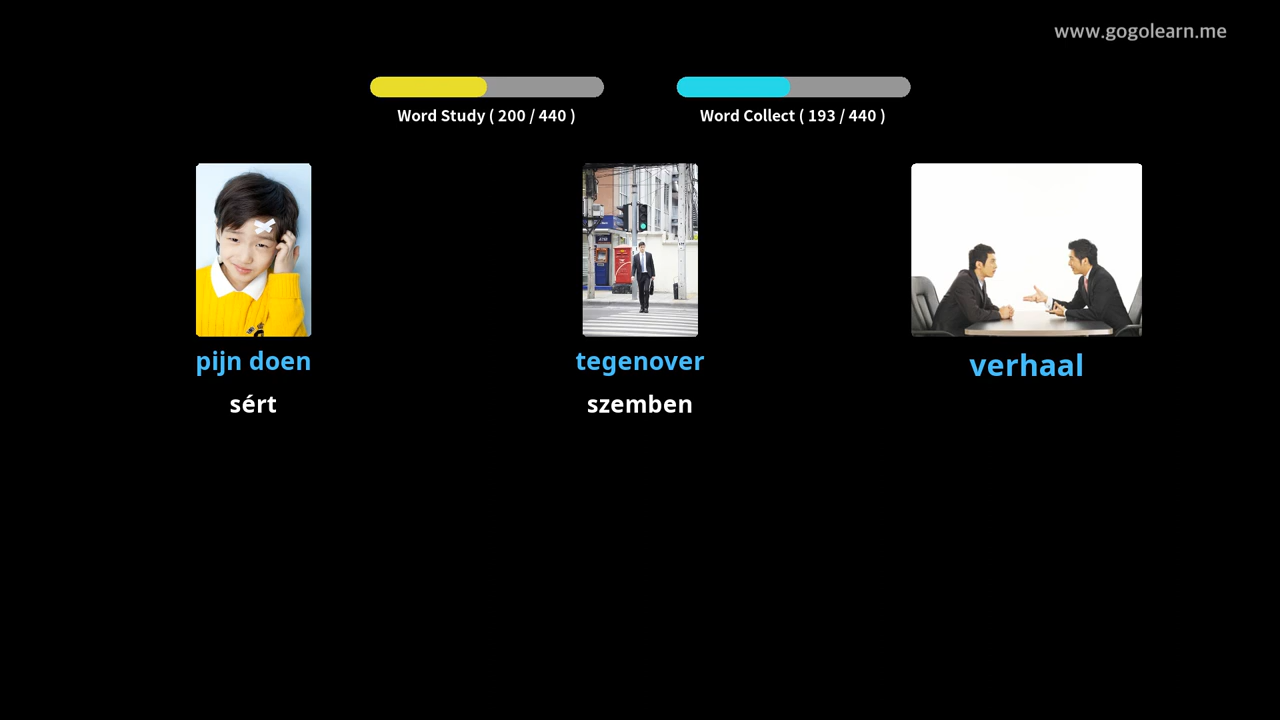 www.gogolearn.me
Word Study ( 200 / 440 )
Word Collect ( 193 / 440 )
pijn doen
sért
tegenover
szemben
verhaal